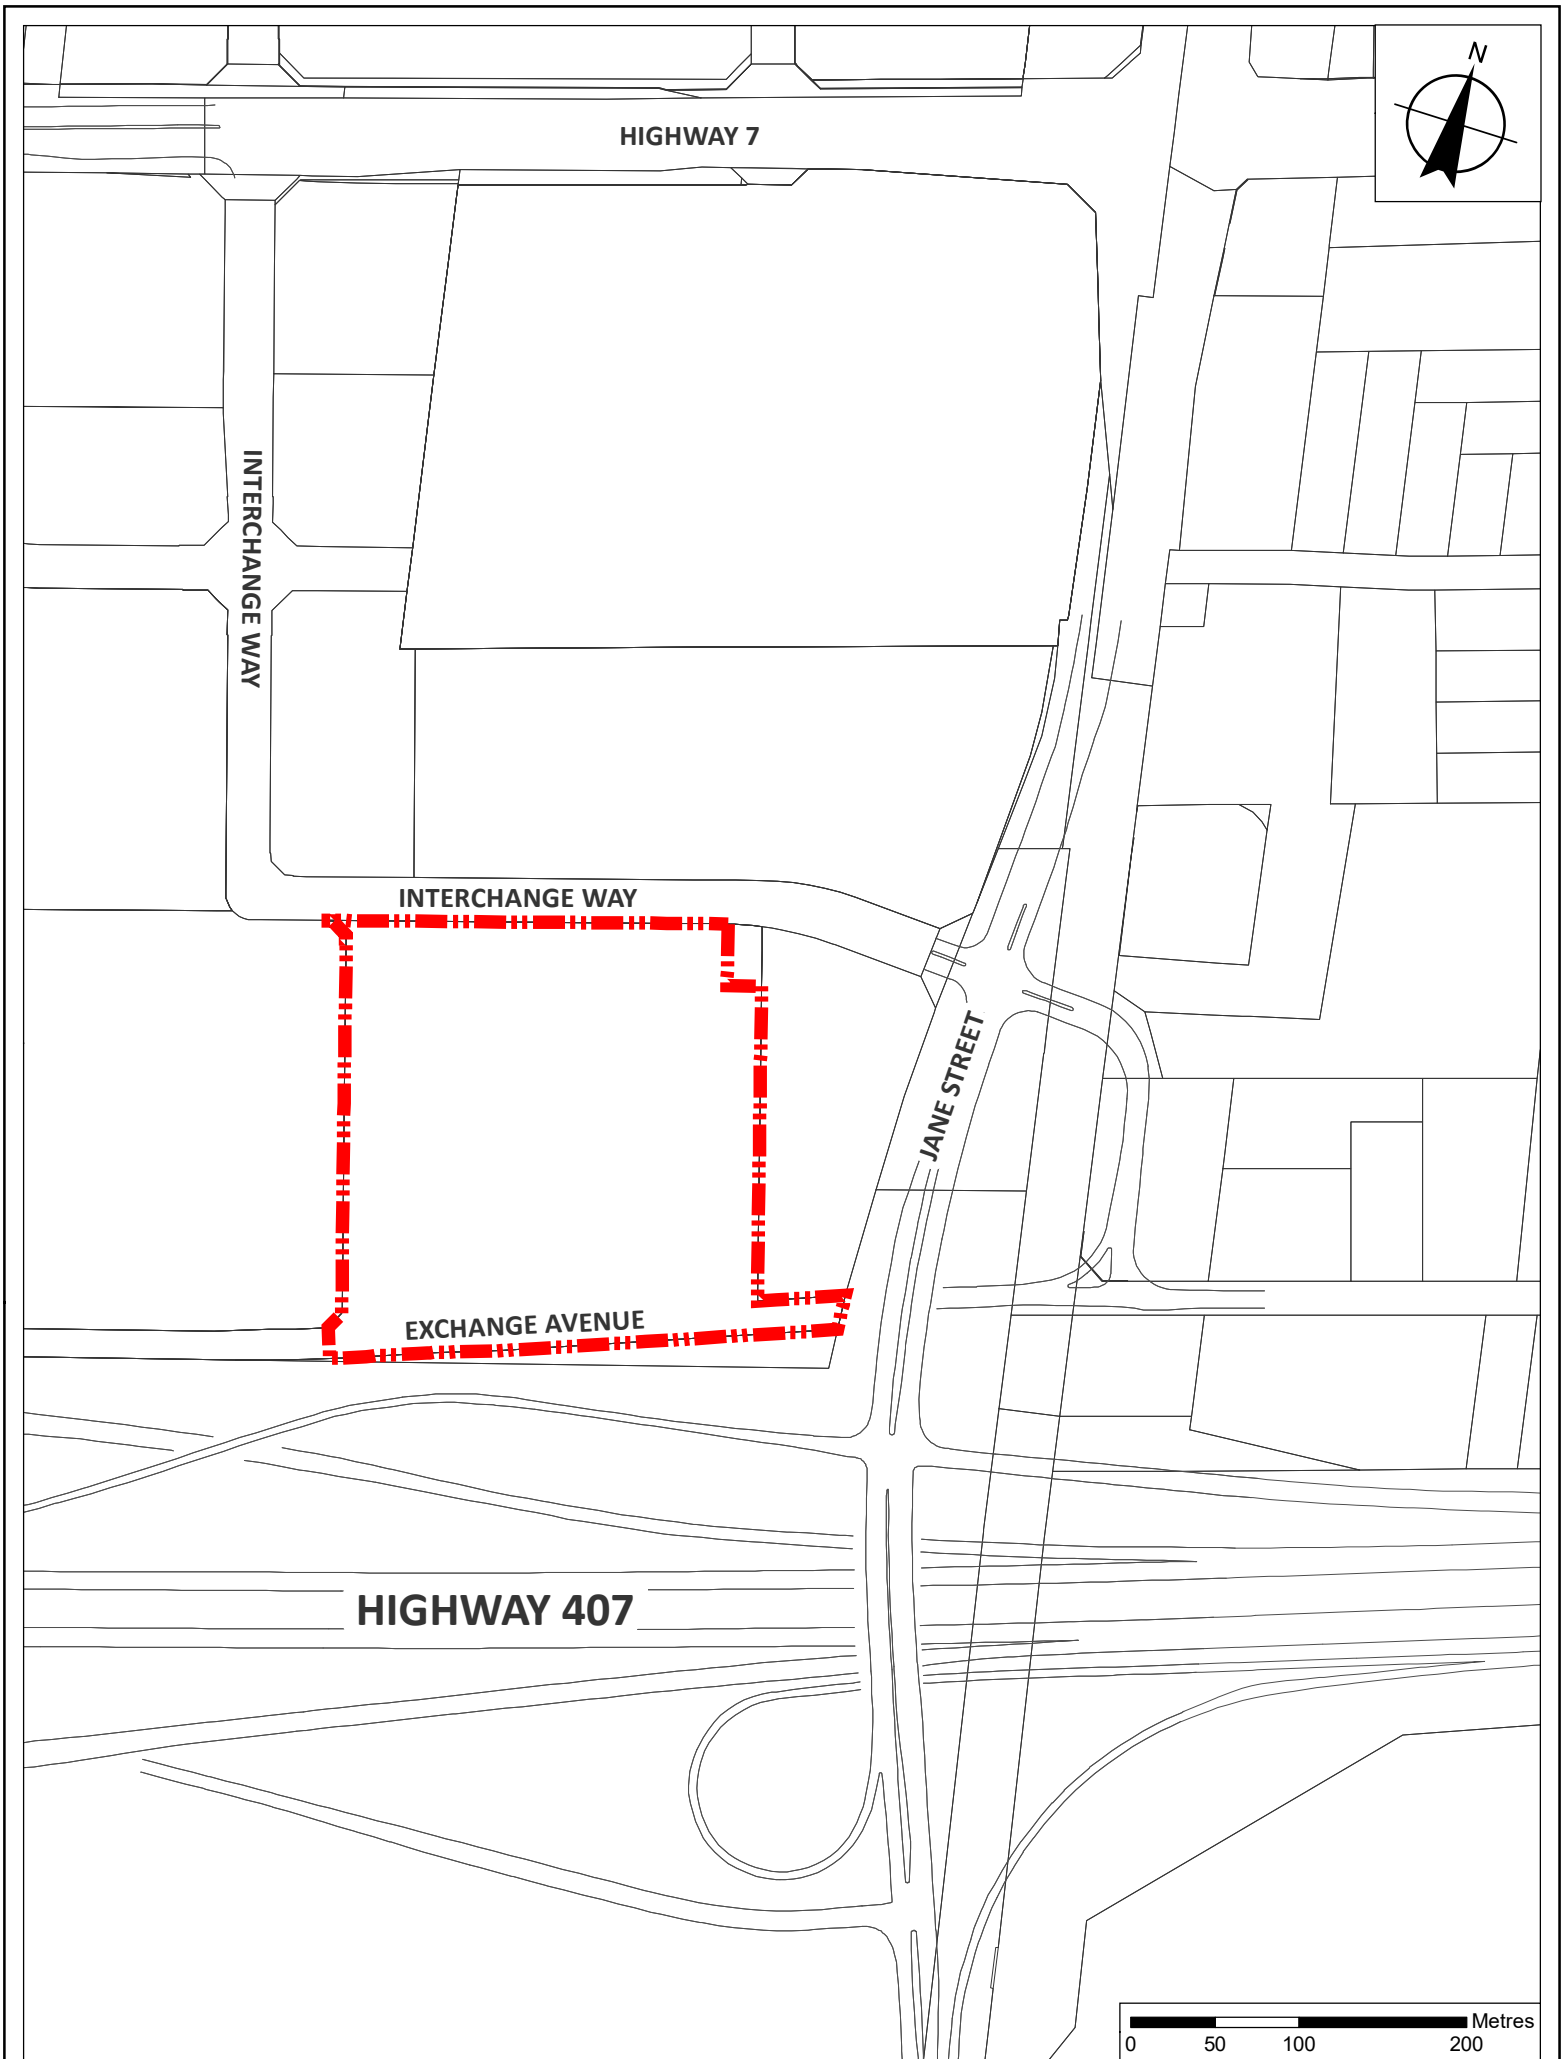 N
HIGHWAY 7
INTERCHANGE WAY
INTERCHANGE WAY
JANE STREET
EXCHANGE AVENUE
HIGHWAY 407
Metres
0 50 100 200